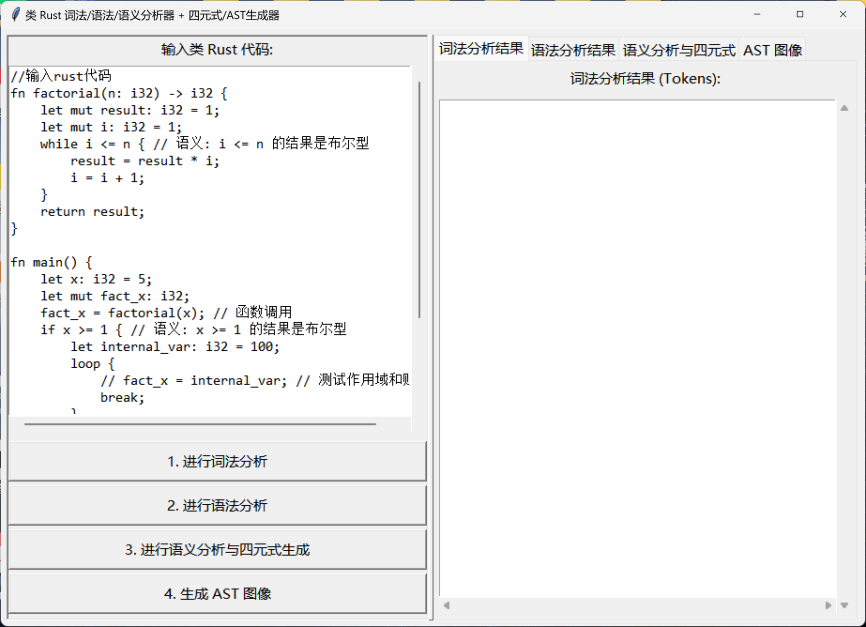 类 Rust 词法/语法/语义分析器 + 四元式/AST生成器
输入类 Rust 代码:
//输入rust代码
fn factorial(n: i32) -> i32 {
    let mut result: i32 = 1;
    let mut i: i32 = 1;
    while i <= n { // 语义: i <= n 的结果是布尔型
        result = result * i;
        i = i + 1;
    }
    return result;
}
fn main() {
    let x: i32 = 5;
    let mut fact_x: i32;
    fact_x = factorial(x); // 函数调用
    if x >= 1 { // 语义: x >= 1 的结果是布尔型
        let internal_var: i32 = 100;
        loop {
            // fact_x = internal_var; // 测试作用域和
            break;
        }
1. 进行词法分析
2. 进行语法分析
3. 进行语义分析与四元式生成
4. 生成 AST 图像
词法分析结果 语法分析结果 语义分析与四元式 AST 图像
词法分析结果 (Tokens):